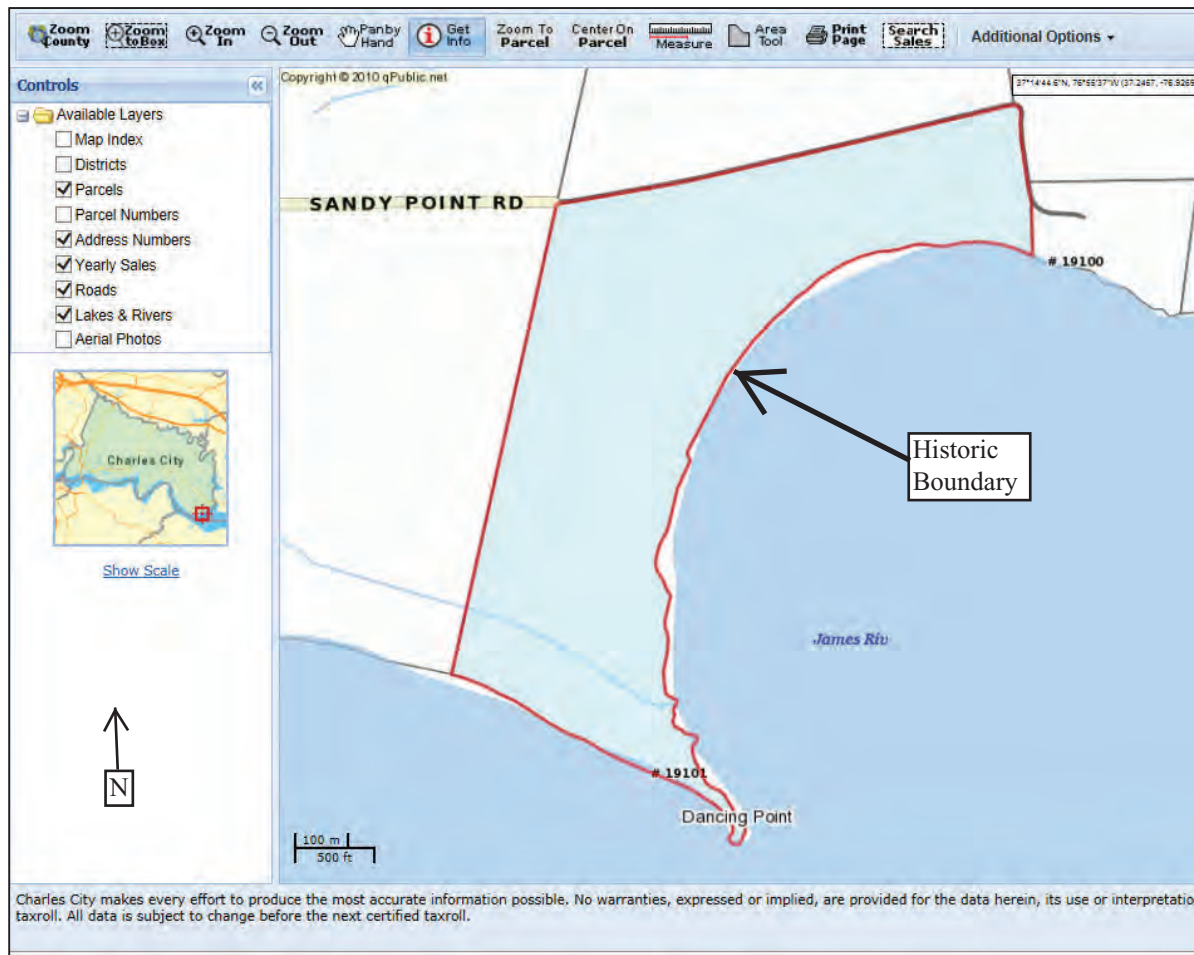 Zoom County
Zoom to Box
Zoom In
Zoom Out
Pan by Hand
Get Info
Zoom To Parcel
Center On Parcel
Measure
Area Tool
Print Page
Search Sales
Additional Options
Controls
Available Layers
Map Index
Districts
Parcels
Parcel Numbers
Address Numbers
Yearly Sales
Roads
Lakes & Rivers
Aerial Photos
Charles City
Show Scale
N
Copyright © 2010 qPublic.net
SANDY POINT RD
# 19100
Historic
Boundary
James Riv
# 19101
Dancing Point
100 m
500 ft
Charles City makes every effort to produce the most accurate information possible. No warranties, expressed or implied, are provided for the data herein, its use or interpretatio
taxroll. All data is subject to change before the next certified taxroll.